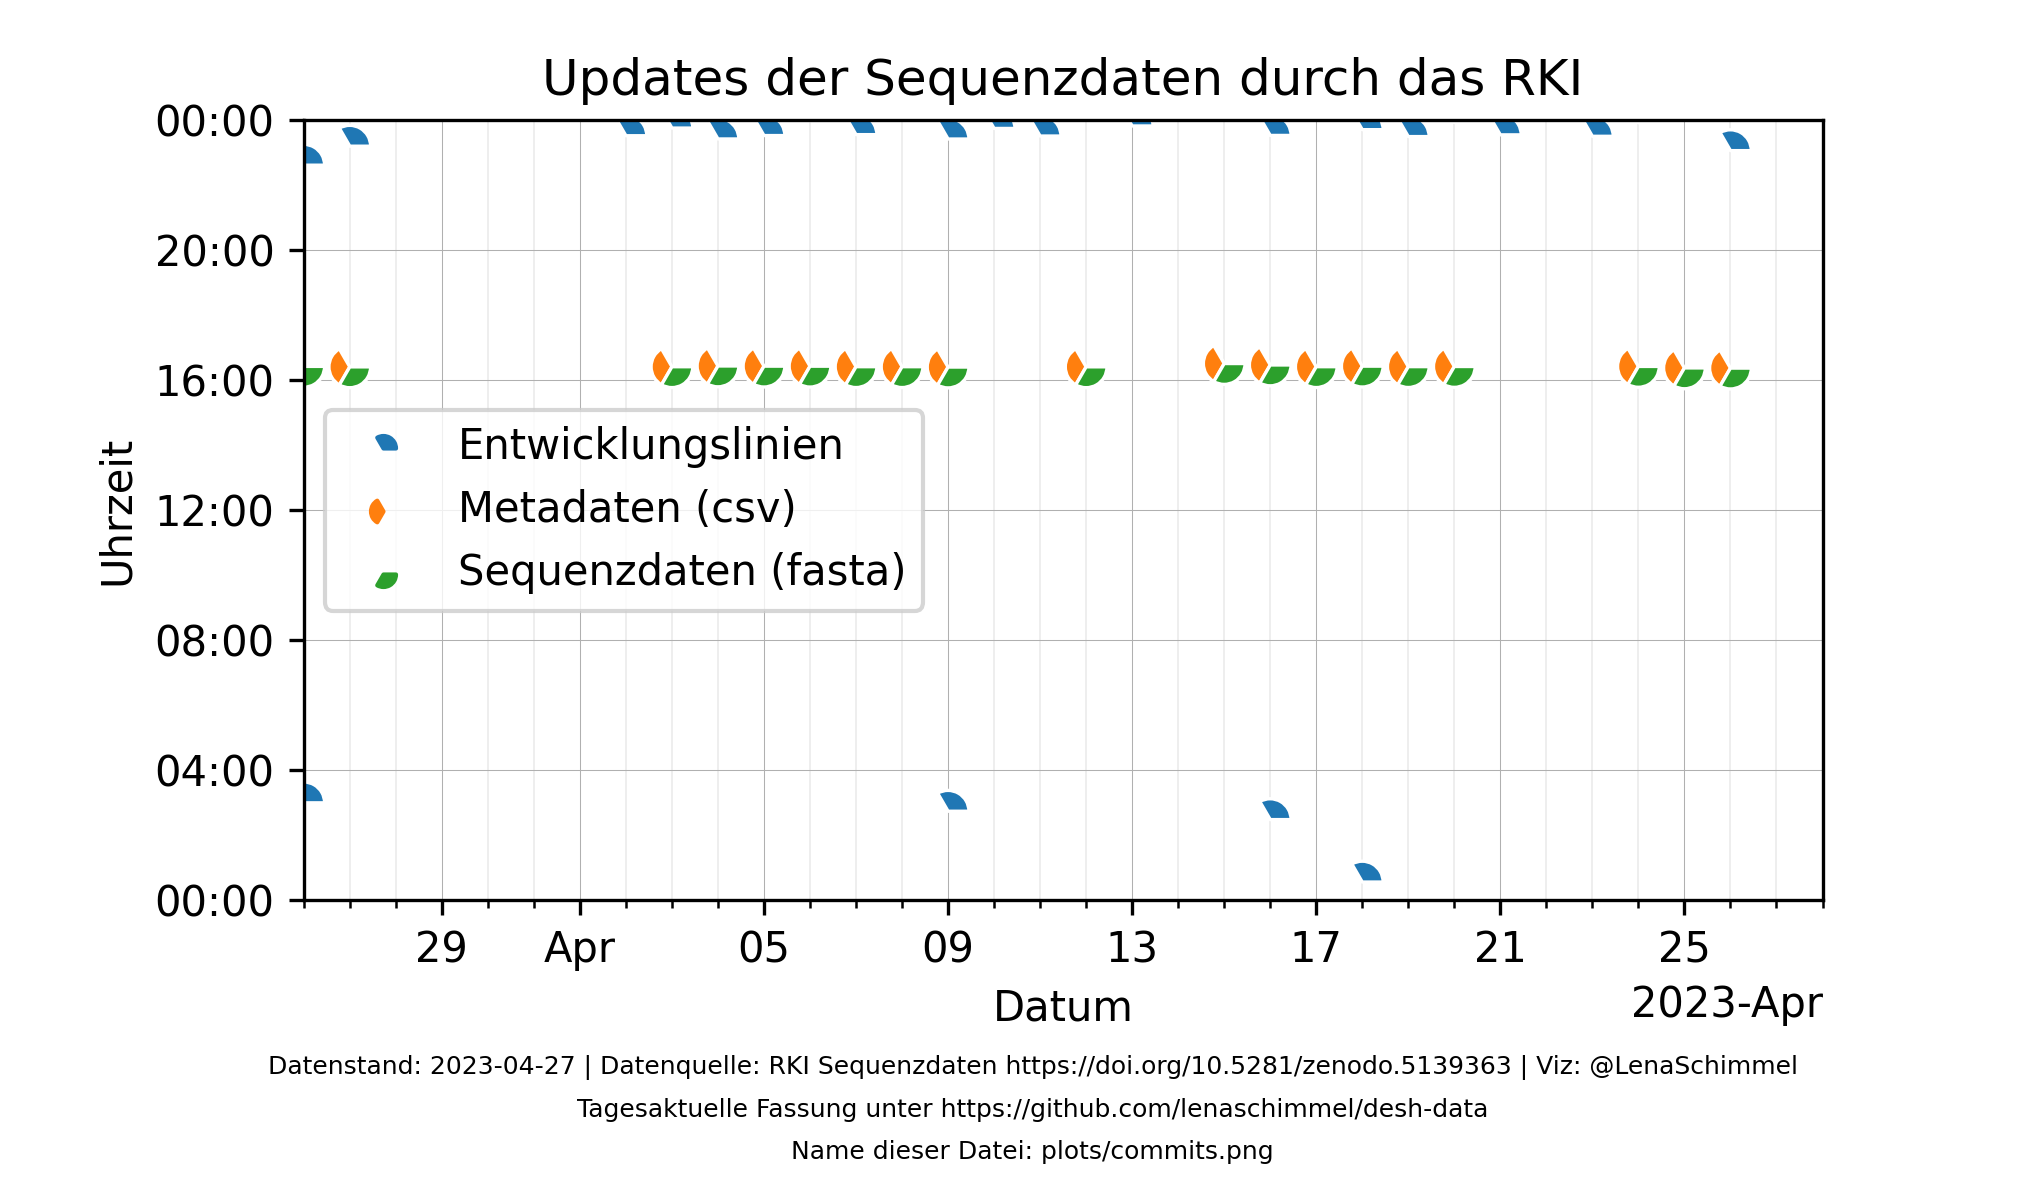 Updates der Sequenzdaten durch das RKI
00:00
20:00
16:00
12:00
08:00
04:00
00:00
Uhrzeit
Entwicklungslinien
Metadaten (csv)
Sequenzdaten (fasta)
29 Apr 05 09 13 17 21 25
Datum
2023-Apr
Datenstand: 2023-04-27 | Datenquelle: RKI Sequenzdaten https://doi.org/10.5281/zenodo.5139363 | Viz: @LenaSchimmel
Tagesaktuelle Fassung unter https://github.com/lenaschimmel/desh-data
Name dieser Datei: plots/commits.png